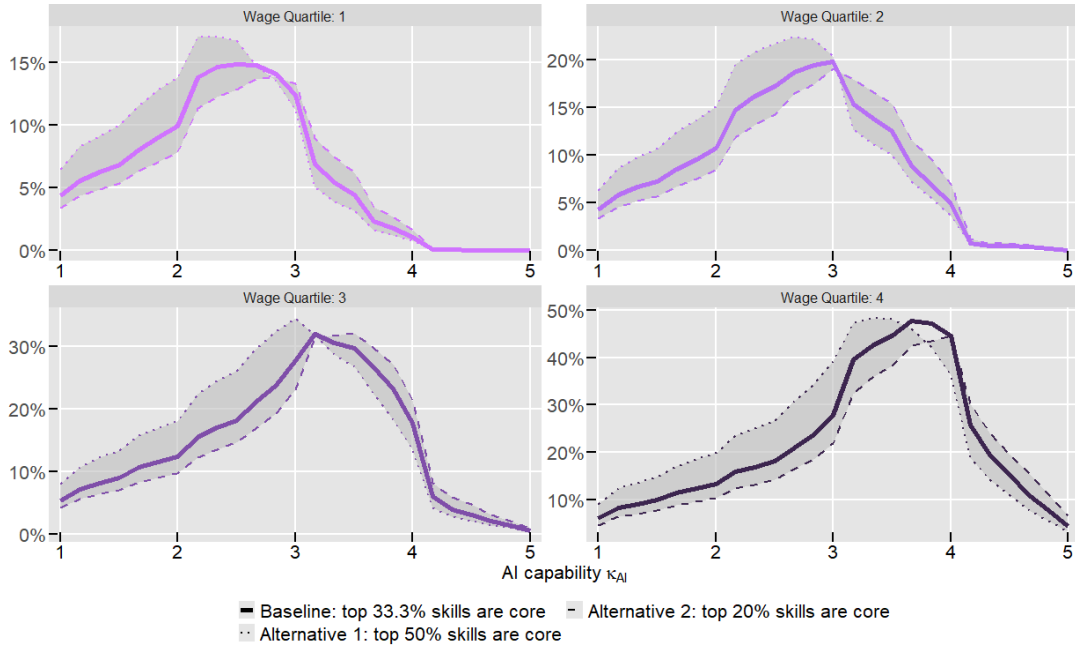 Wage Quartile: 1
Wage Quartile: 2
15%
10%
5%
0%
1 2 3 4 5
20%
15%
10%
5%
0%
1 2 3 4 5
Wage Quartile: 3
Wage Quartile: 4
30%
20%
10%
0%
1 2 3 4 5
50%
40%
30%
20%
10%
1 2 3 4 5
AI capability κAI
Baseline: top 33.3% skills are core
Alternative 2: top 20% skills are core
Alternative 1: top 50% skills are core